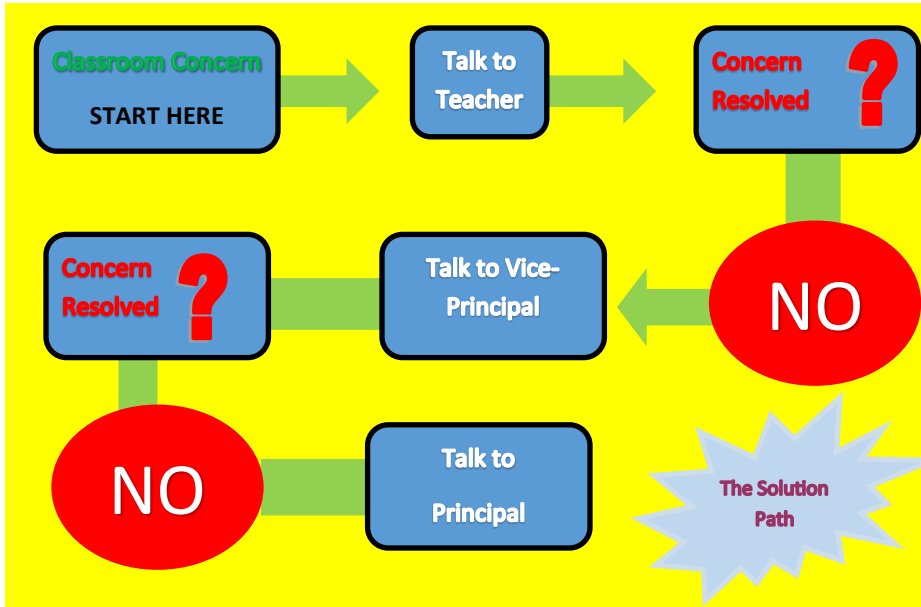 Classroom Concern
START HERE
Talk to
Teacher
Concern
Resolved
?
NO
Talk to Vice-
Principal
Concern
Resolved
?
NO
Talk to
Principal
The Solution
Path